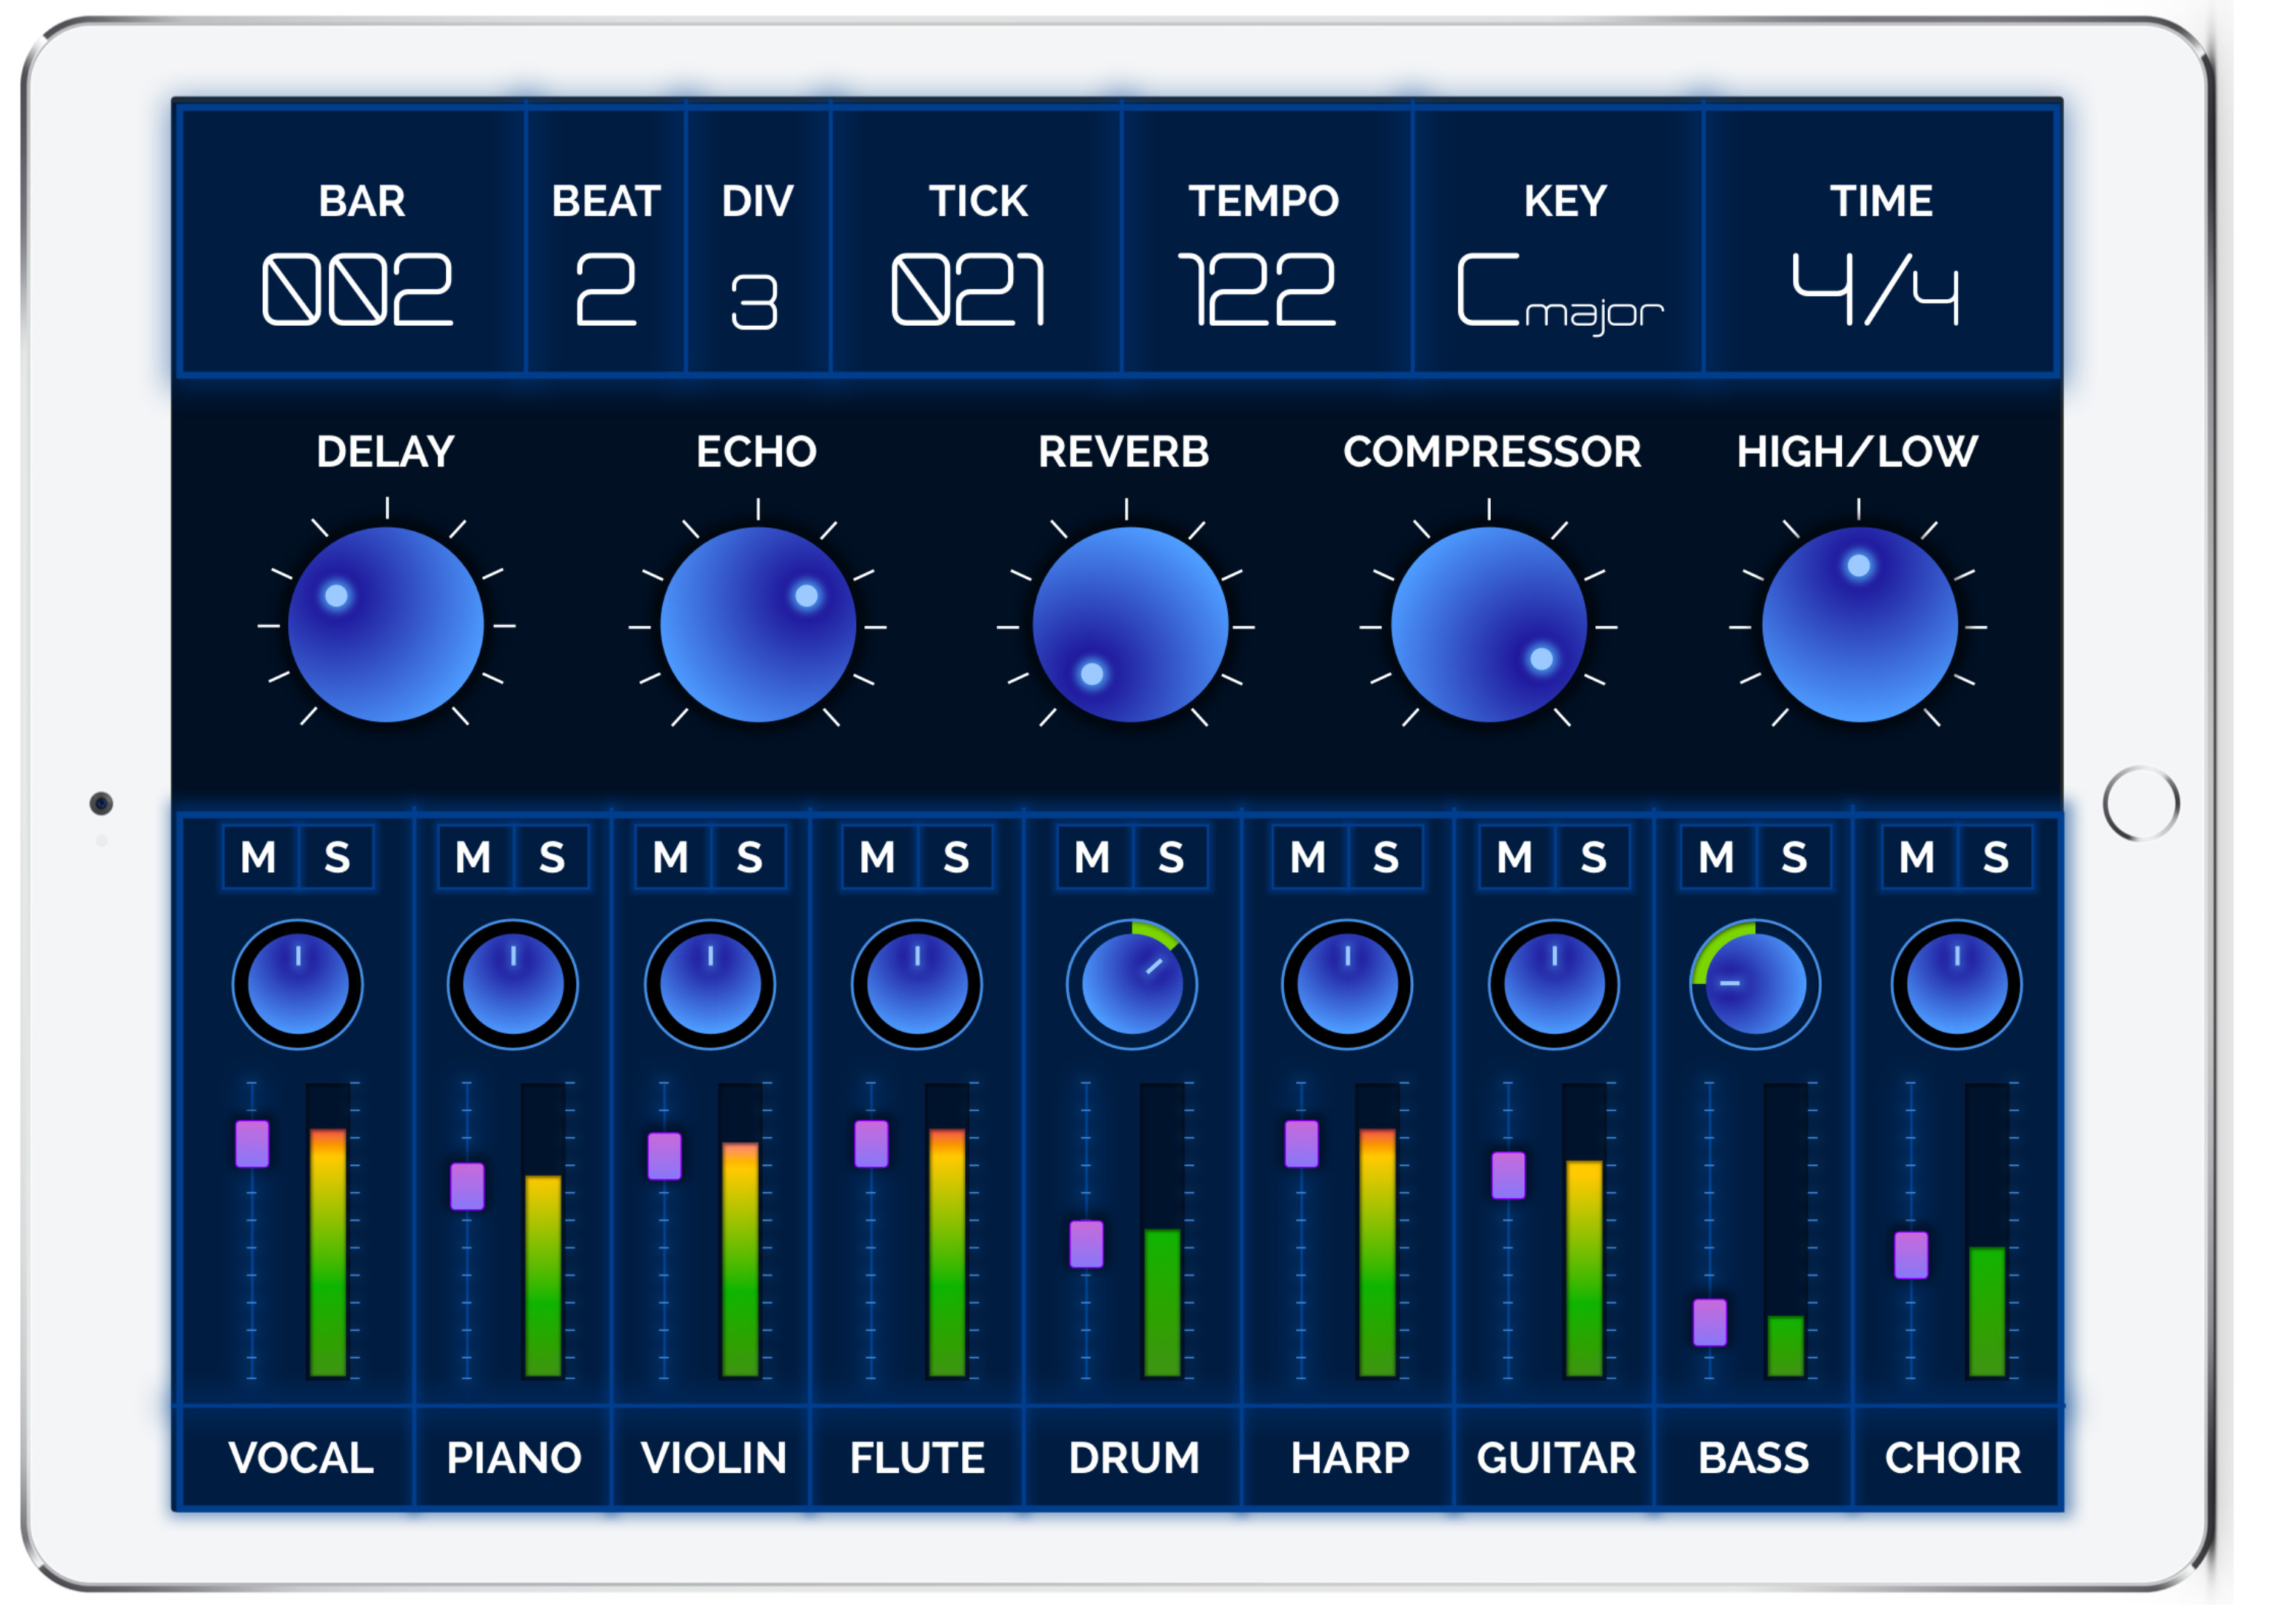 BAR BEAT DIV TICK TEMPO KEY TIME
002 2 3 021 122 C major 4/4
DELAY ECHO REVERB COMPRESSOR HIGH/LOW
M S M S M S M S M S M S M S M S M S
VOCAL PIANO VIOLIN FLUTE DRUM HARP GUITAR BASS CHOIR